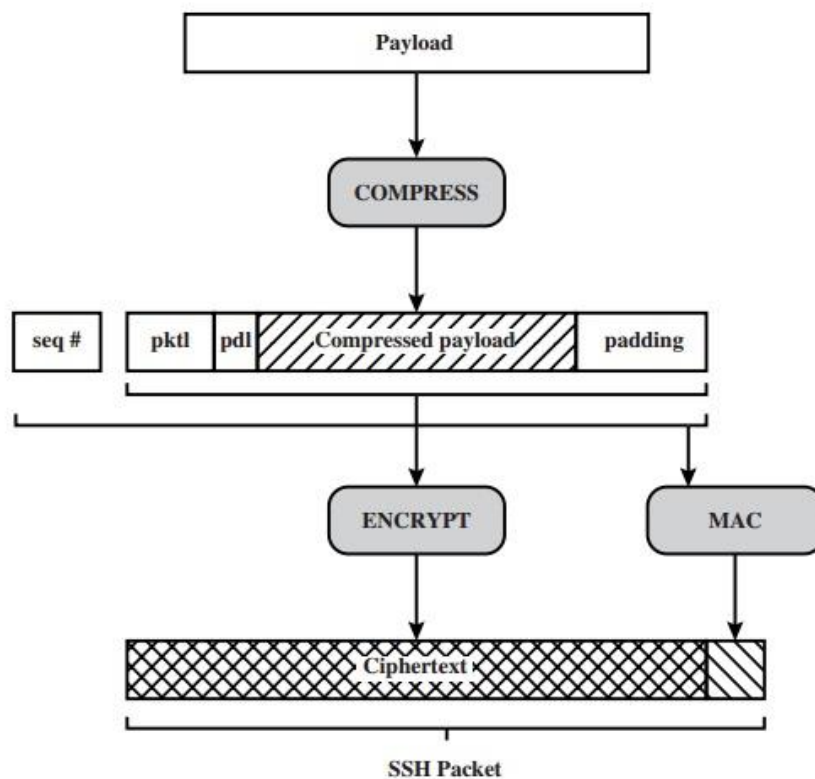 Payload
COMPRESS
seq # pktl pdl Compressed payload padding
ENCRYPT MAC
Ciphertext
SSH Packet